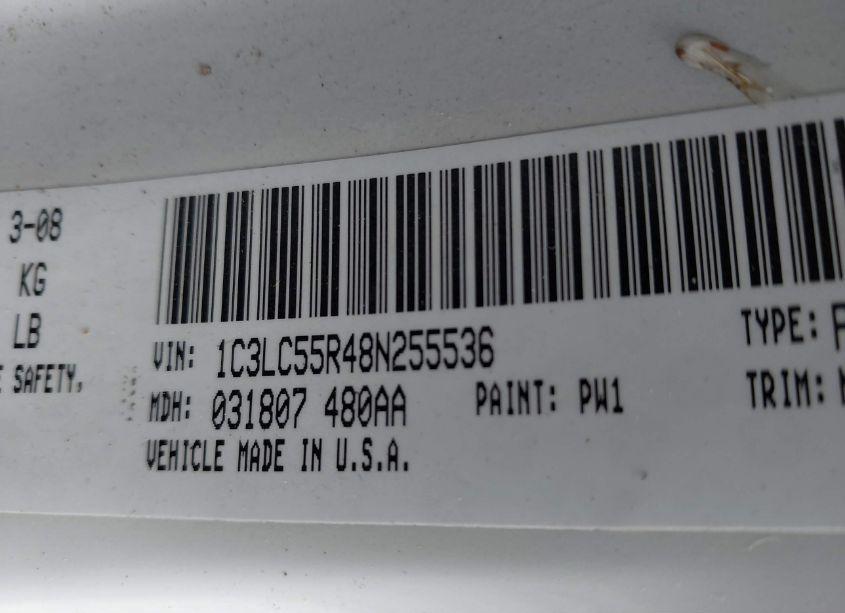 3-08
KG
LB
SAFETY,
VIN: 1C3LC55R48N255536
MDH: 031807 480AA
PAINT: PW1
VEHICLE MADE IN U.S.A.
TYPE:
TRIM: